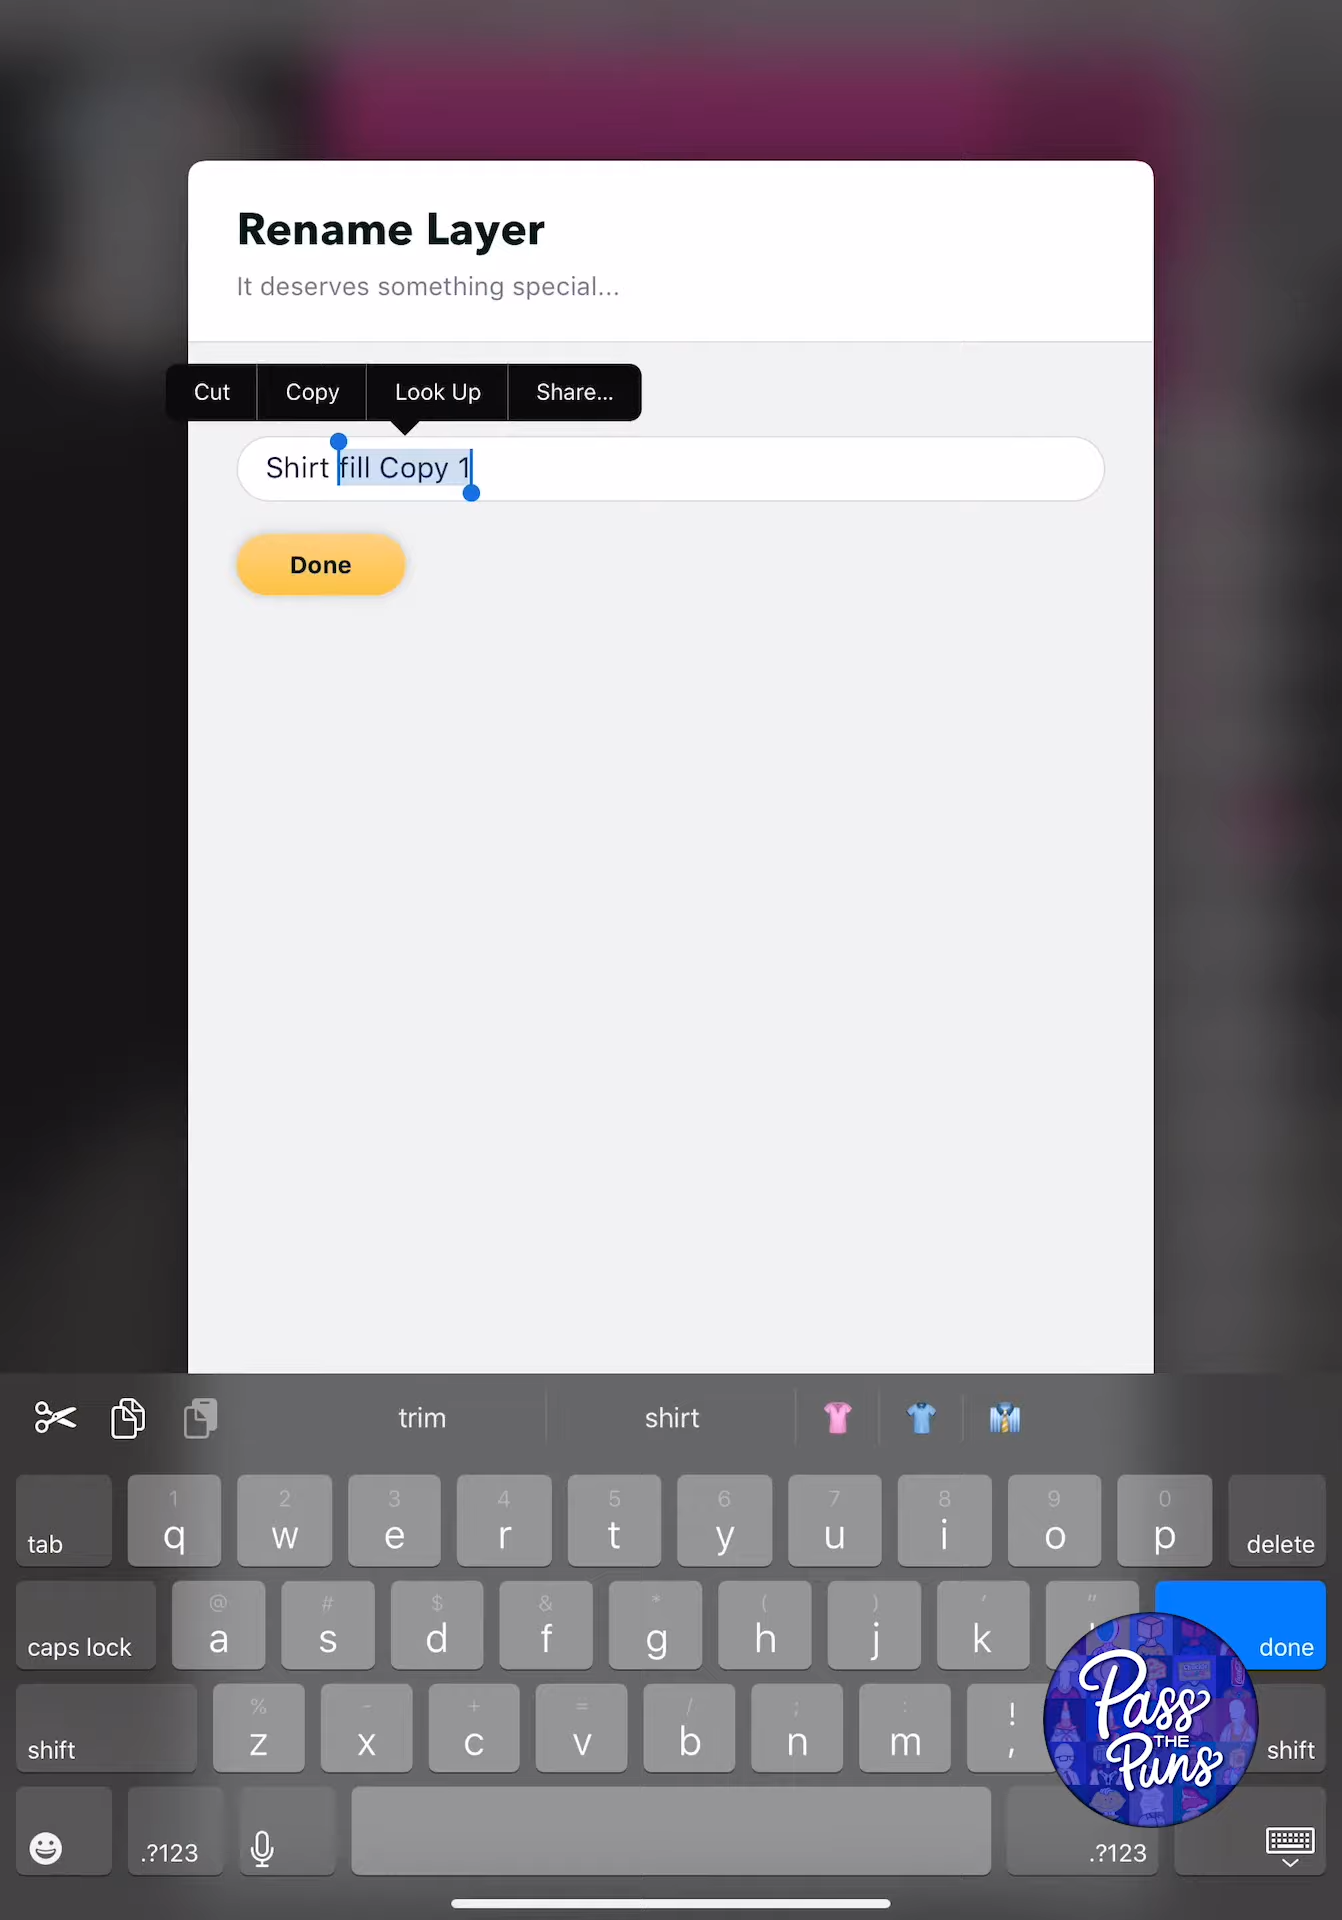 Rename Layer
It deserves something special...
Cut Copy Look Up Share...
Shirt fill Copy 1
Done
trim shirt
tab 1 q 2 w 3 e 4 r 5 t 6 y 7 u 8 i 9 o 0 p delete
caps lock @ a # s $ d & f * g ( h ) j ' k " done
shift % z - x + c = v / b ; n : m ! , shift
.?123 .?123
Pass
THE
Puns